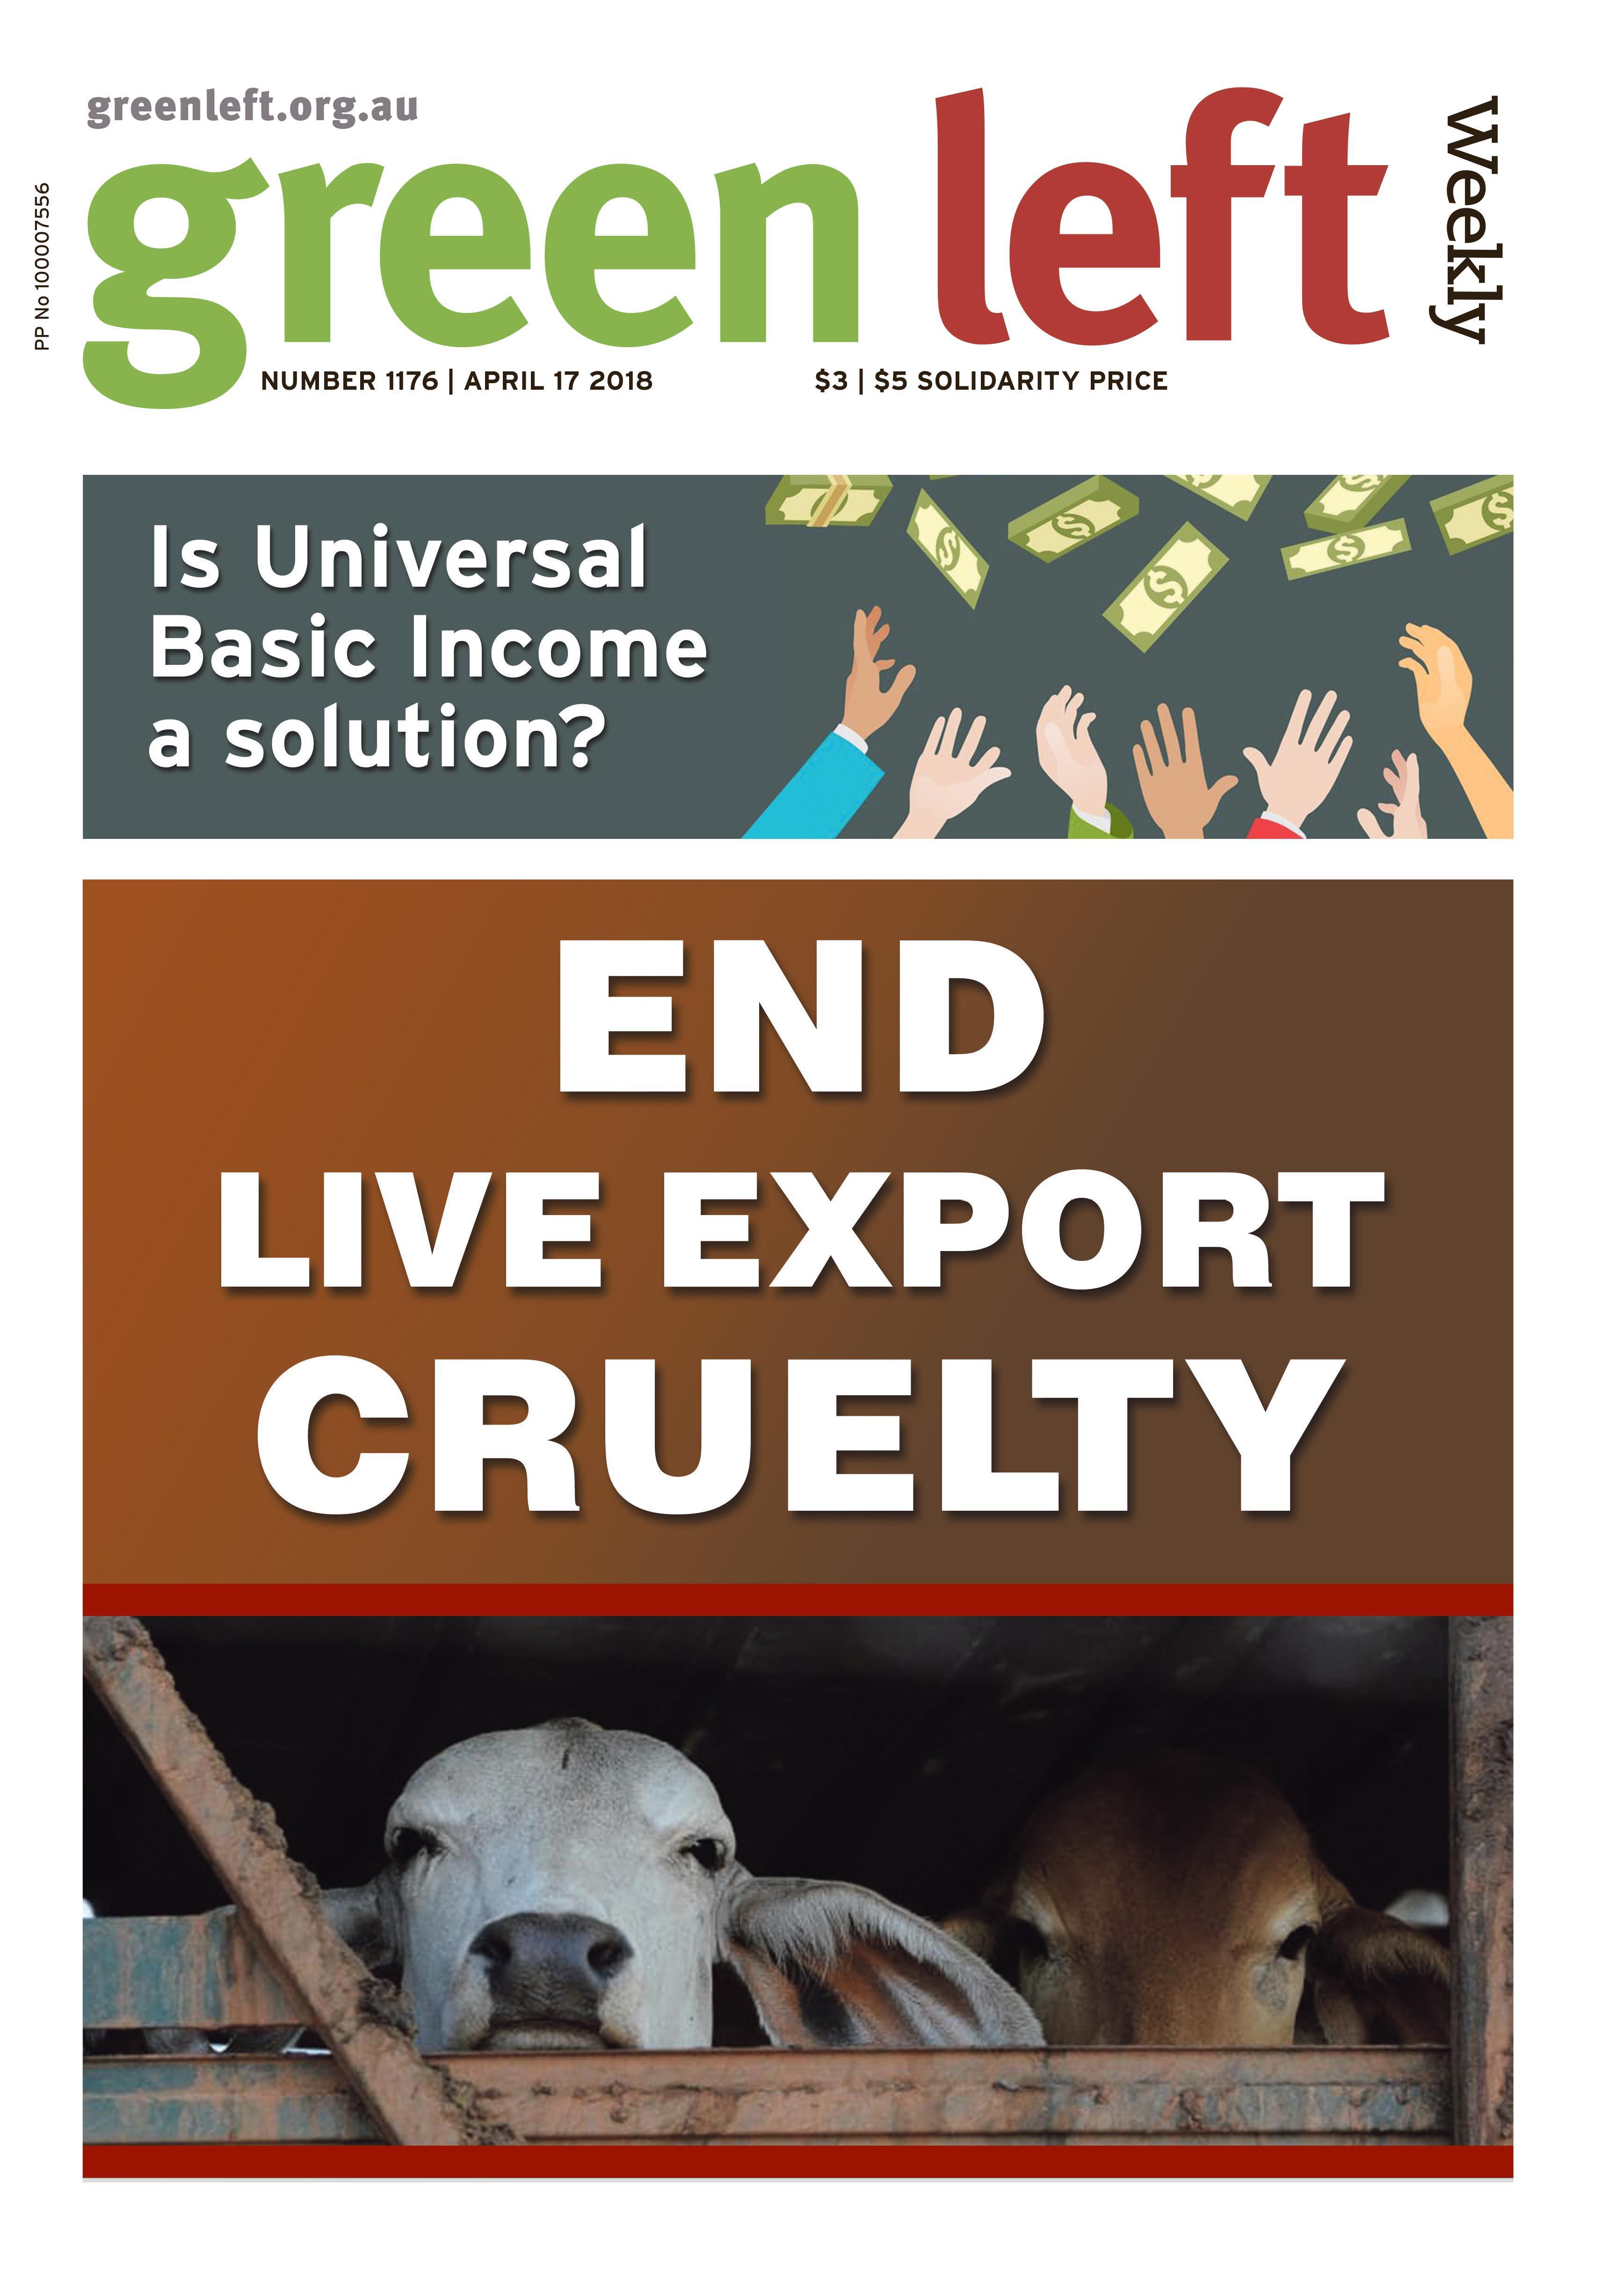 greenleft.org.au
green left
Weekly
PP No 100007556
NUMBER 1176 | APRIL 17 2018
$3 | $5 SOLIDARITY PRICE
Is Universal
Basic Income
a solution?
END
LIVE EXPORT
CRUELTY